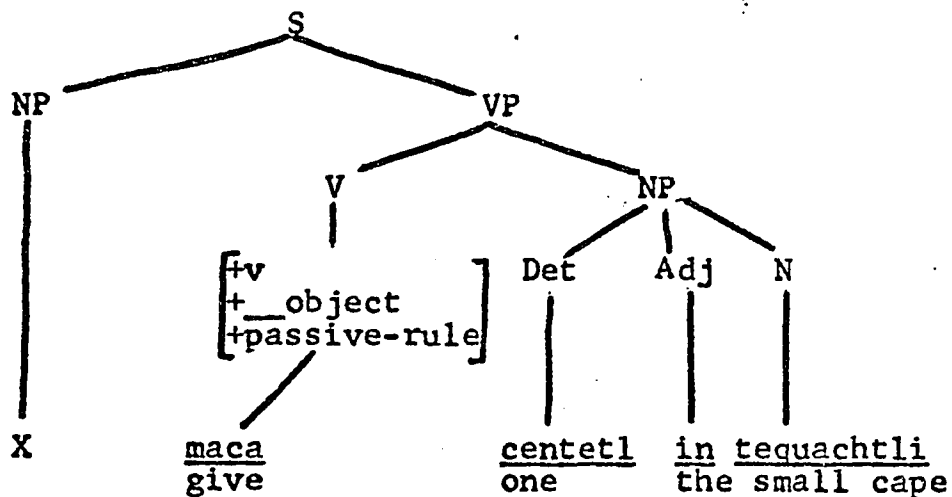 S
NP VP
V NP
[+v
+__object
+passive-rule]
Det Adj N
X maca centetl in tequachtli
give one the small cape